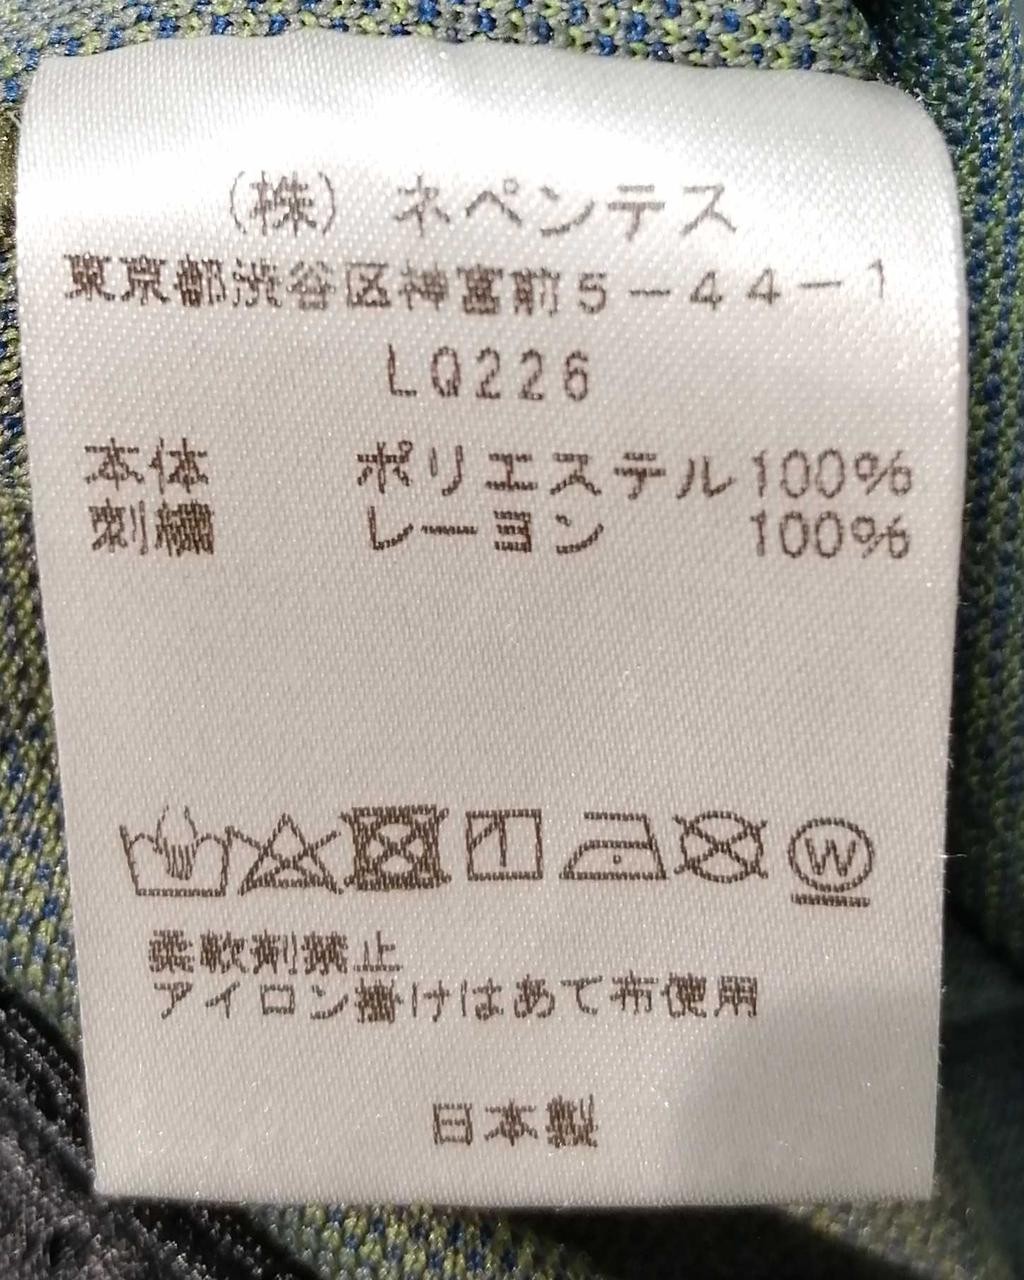 (株) ネペンテス
東京都渋谷区神宮前5-44-1
LQ226
本体 ポリエステル100%
刺繍 レーヨン 100%
W
柔軟剤禁止
アイロン掛けはあて布使用
日本製